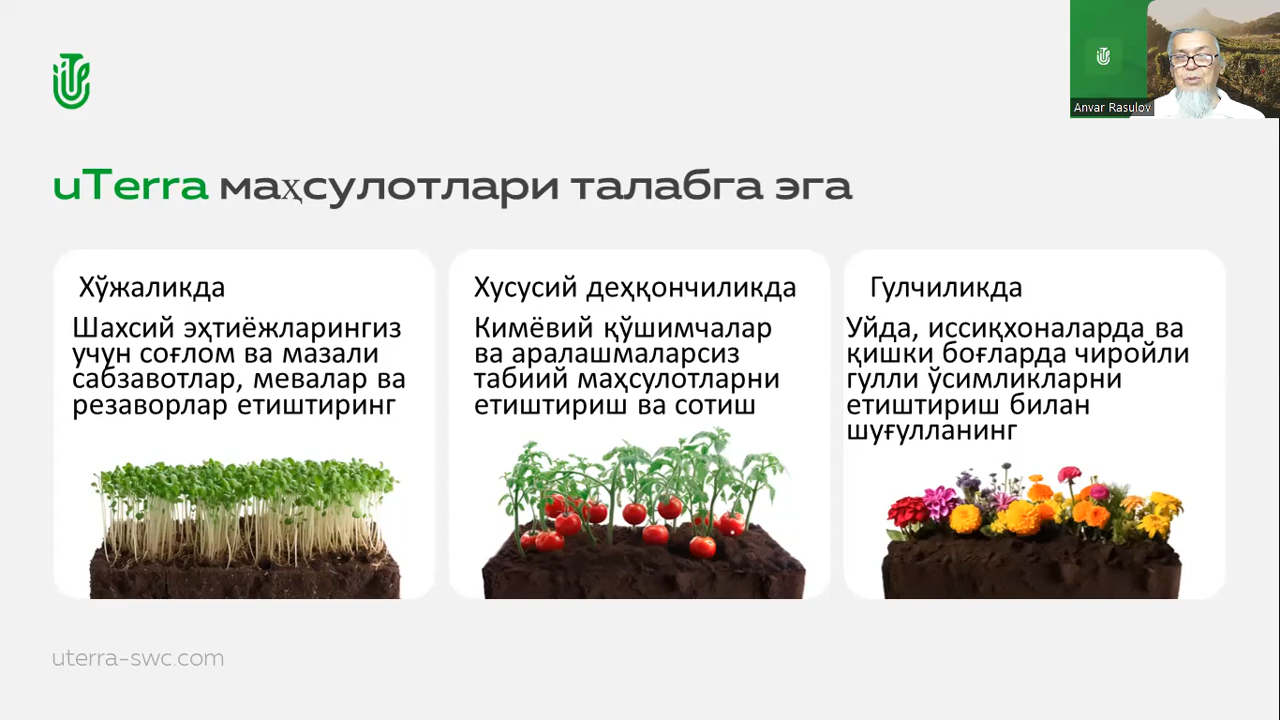 Anvar Rasulov
uTerra маҳсулотлари талабга эга
Хўжаликда
Шахсий эҳтиёжларингиз
учун соғлом ва мазали
сабзавотлар, мевалар ва
резаворлар етиштиринг
Хусусий деҳқончиликда
Кимёвий қўшимчалар
ва аралашмаларсиз
табиий маҳсулотларни
етиштириш ва сотиш
Гулчиликда
Уйда, иссиқхоналарда ва
қишки боғларда чиройли
гулли ўсимликларни
етиштириш билан
шуғулланинг
uterra-swc.com